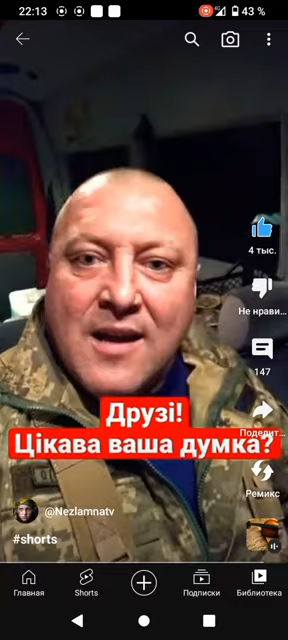 22:13
4G
43 %
4 тыс.
Не нрави...
147
Друзі!
Цікава ваша думка?
Поделит...
Ремикс
@Nezlamnatv
#shorts
Главная
Shorts
Подписки
Библиотека